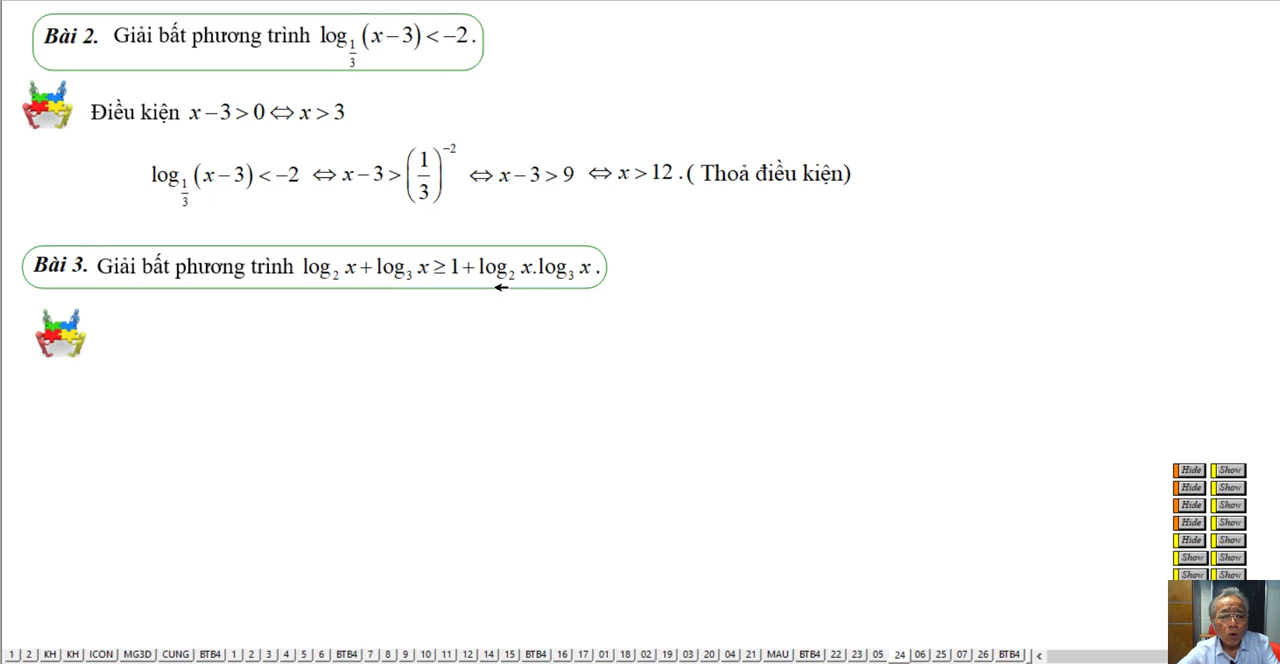 Bài 2. Giải bất phương trình log_{1/3}(x−3)<−2.
Điều kiện x−3>0⇔x>3
log_{1/3}(x−3)<−2 ⇔x−3>(1/3)^{−2} ⇔x−3>9 ⇔x>12.( Thoả điều kiện)
Bài 3. Giải bất phương trình log₂ x+log₃ x≥1+log₂ x.log₃ x.
Hide Show
Hide Show
Hide Show
Hide Show
Hide Show
Show Show
Show Show
1 2 KH KH ICON MG3D CUNG BTB4 1 2 3 4 5 6 BTB4 7 8 9 10 11 12 14 15 BTB4 16 17 01 18 02 19 03 20 04 21 MAU BTB4 22 23 05 24 06 25 07 26 BTB4